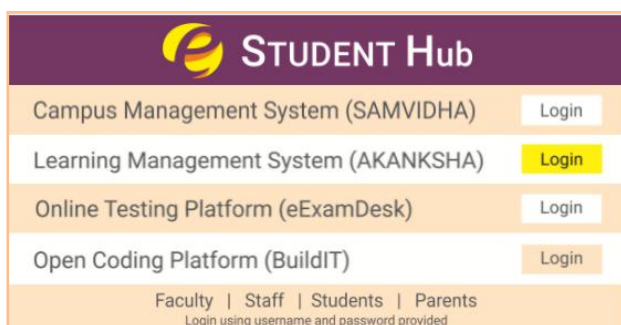 STUDENT HUB
Campus Management System (SAMVIDHA) Login
Learning Management System (AKANKSHA) Login
Online Testing Platform (eExamDesk) Login
Open Coding Platform (BuildIT) Login
Faculty | Staff | Students | Parents
Login using username and password provided